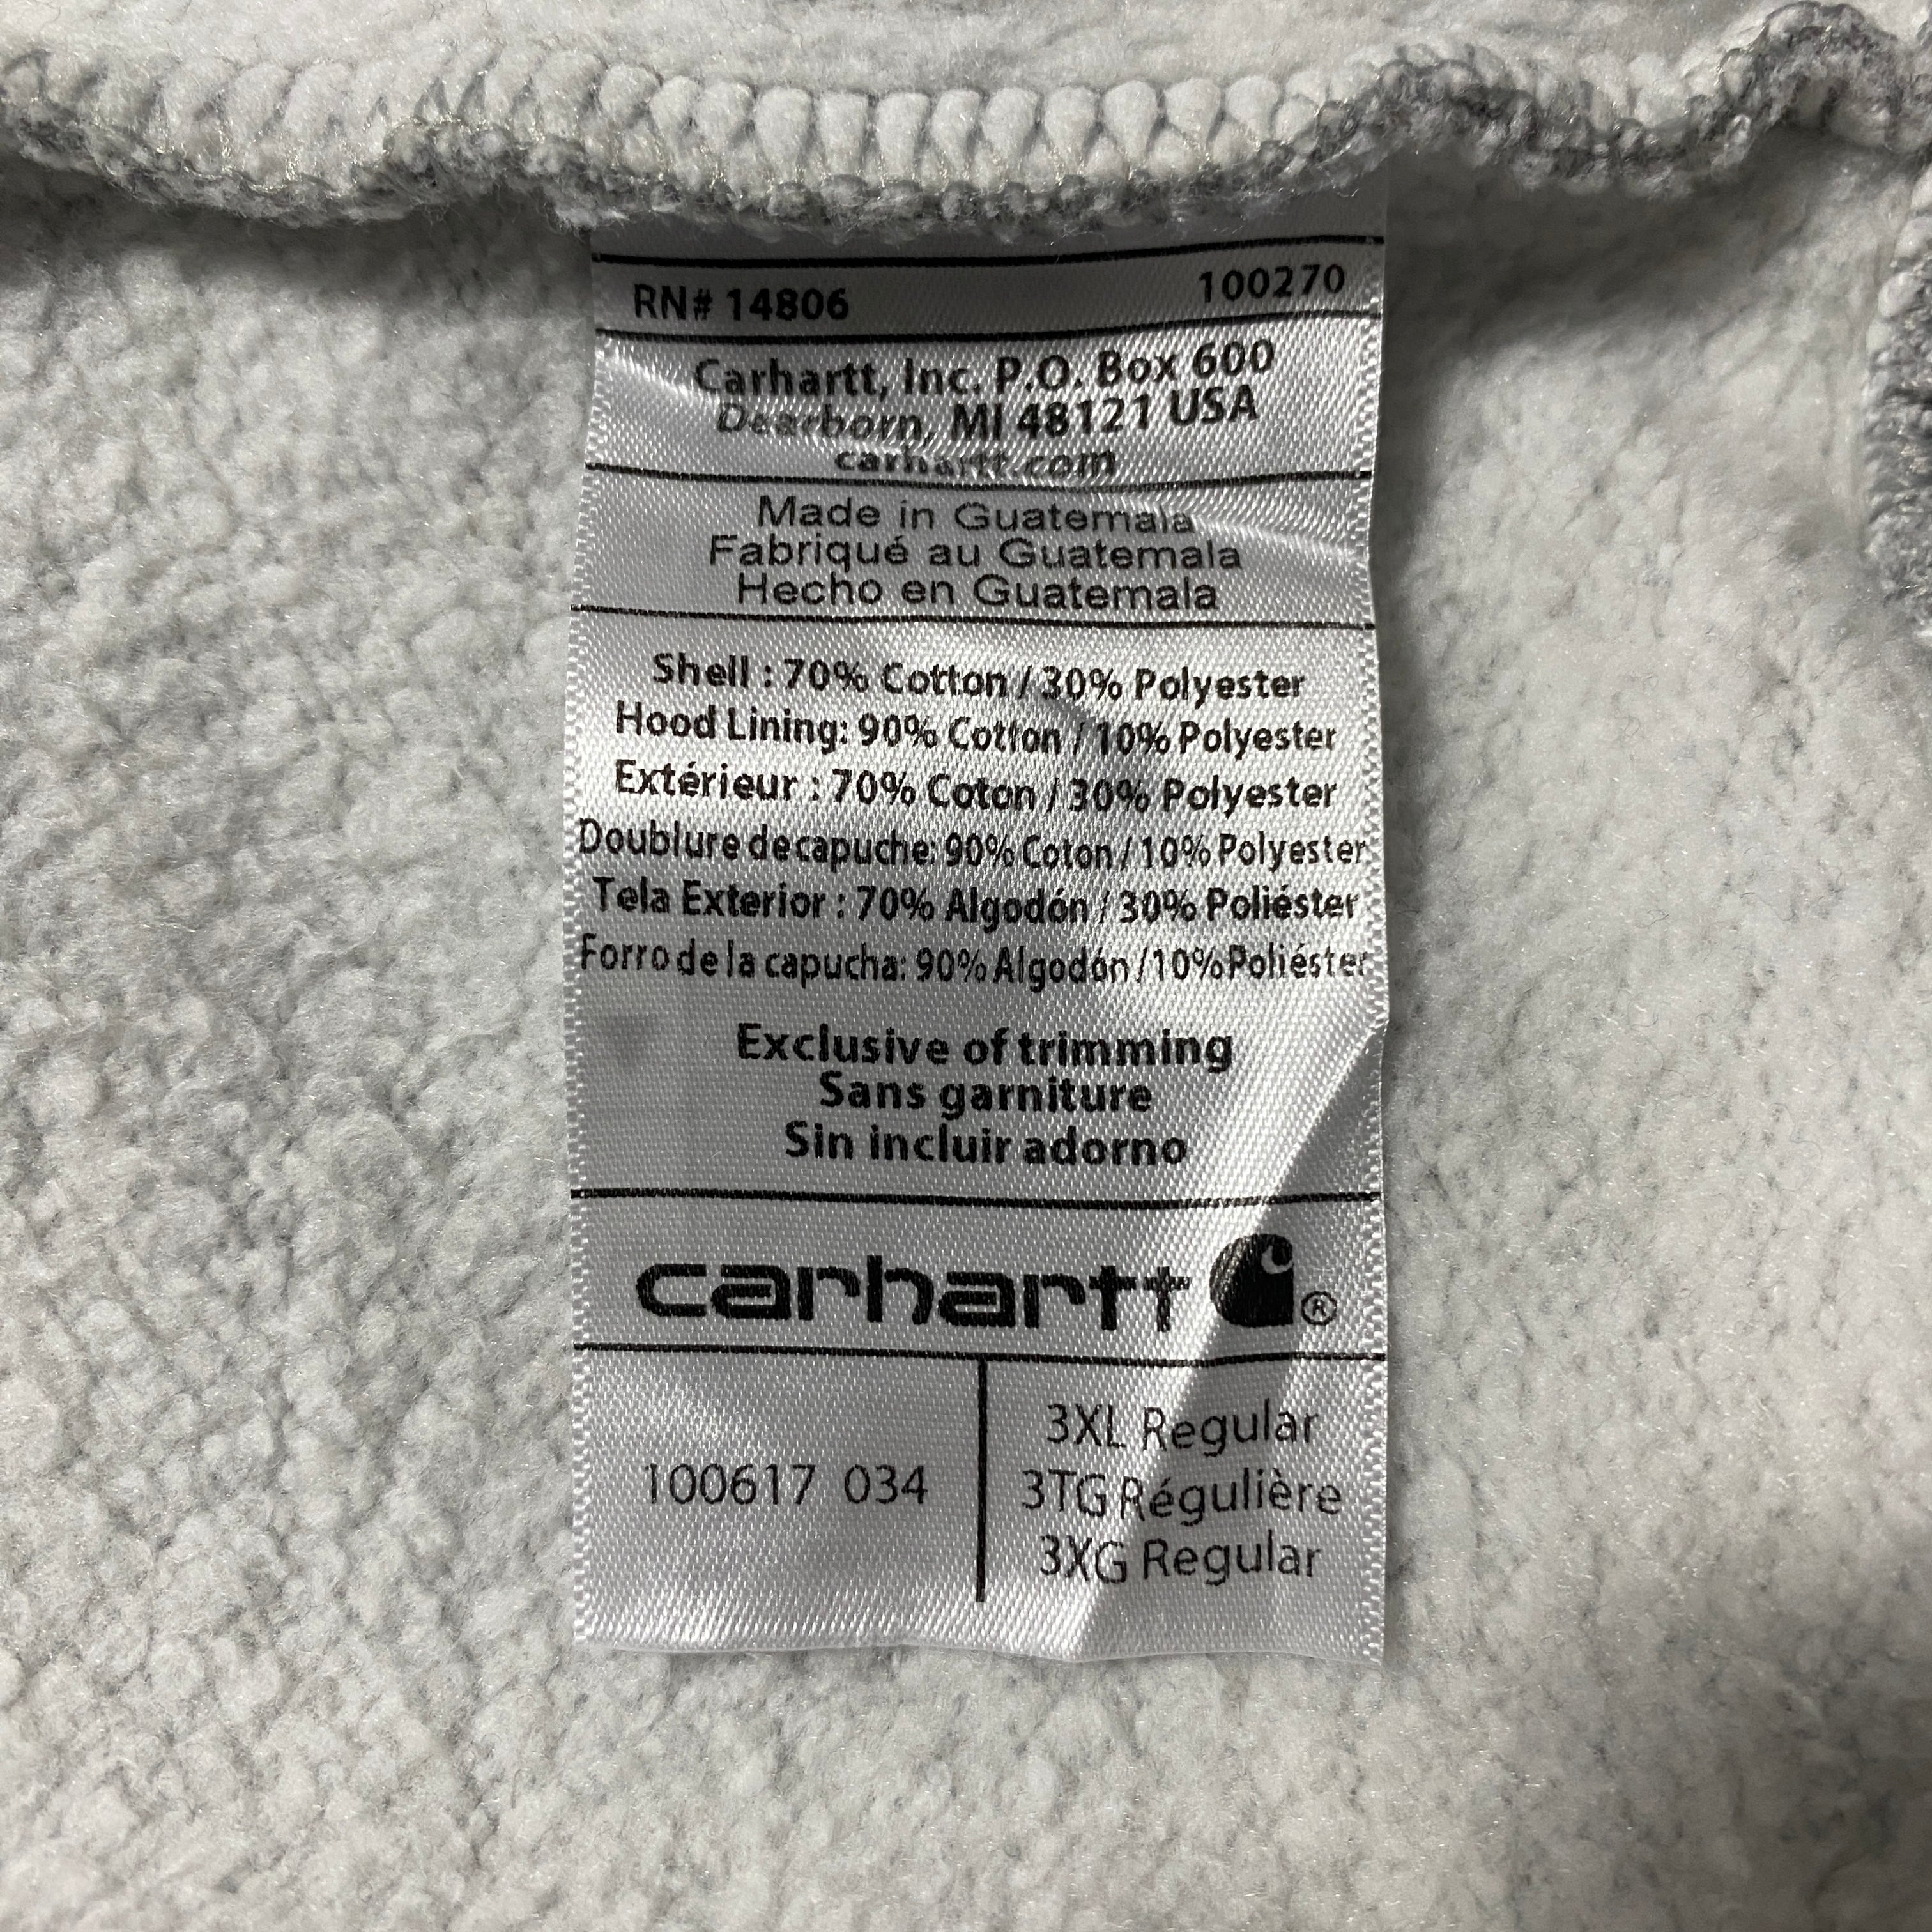 RN# 14806 100270
Carhartt, Inc. P.O. Box 600
Dearborn, MI 48121 USA
carhartt.com
Made in Guatemala
Fabriqué au Guatemala
Hecho en Guatemala
Shell : 70% Cotton / 30% Polyester
Hood Lining: 90% Cotton / 10% Polyester
Extérieur : 70% Coton / 30% Polyester
Doublure de capuche: 90% Coton / 10% Polyester
Tela Exterior : 70% Algodón / 30% Poliéster
Forro de la capucha: 90% Algodón / 10% Poliéster
Exclusive of trimming
Sans garniture
Sin incluir adorno
carhartt ®
100617 034
3XL Regular
3TG Régulière
3XG Regular